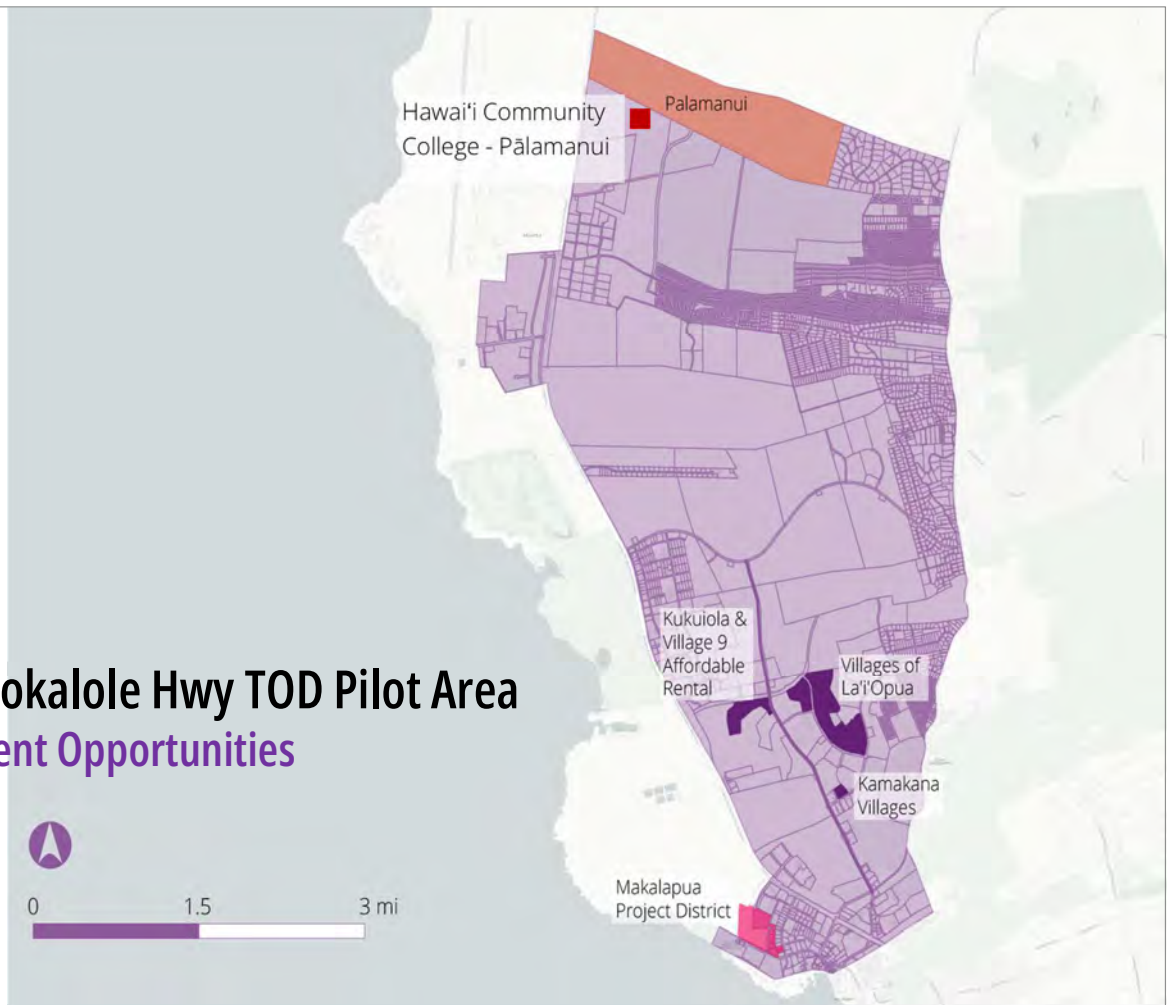 Hawaiʻi Community
College - Pālamanui
Palamanui
Kukuiola &
Village 9
Affordable
Rental
Villages of
La'i'Opua
okalole Hwy TOD Pilot Area
ent Opportunities
Kamakana
Villages
Makalapua
Project District
0 1.5 3 mi